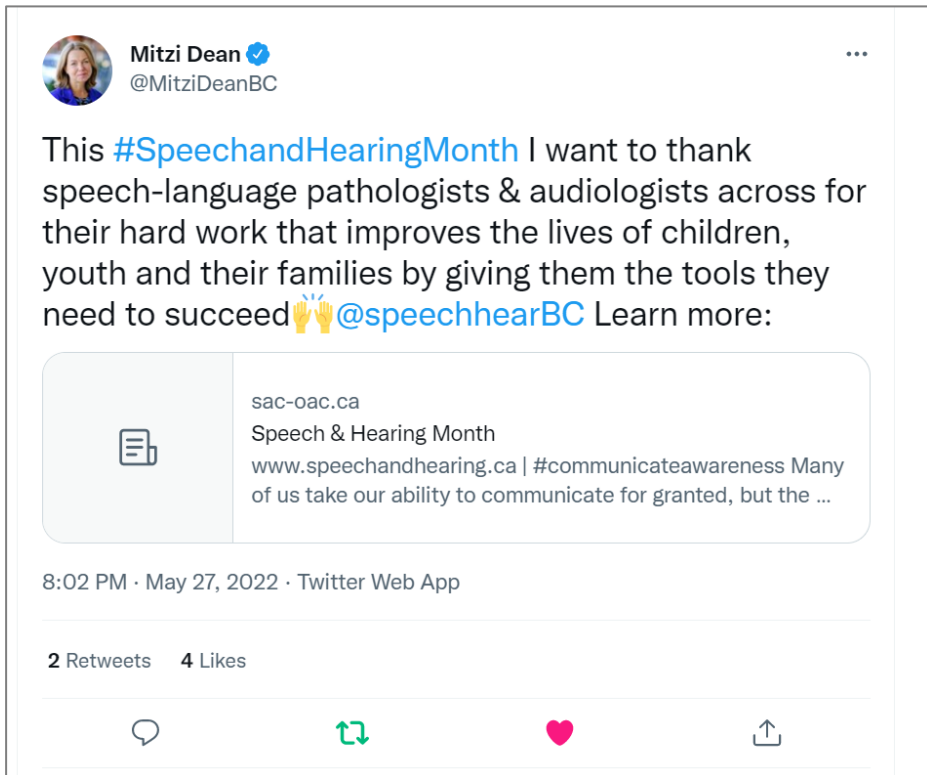 Mitzi Dean
@MitziDeanBC
This #SpeechandHearingMonth I want to thank
speech-language pathologists & audiologists across for
their hard work that improves the lives of children,
youth and their families by giving them the tools they
need to succeed🙌@speechhearBC Learn more:
sac-oac.ca
Speech & Hearing Month
www.speechandhearing.ca | #communicateawareness Many
of us take our ability to communicate for granted, but the ...
8:02 PM · May 27, 2022 · Twitter Web App
2 Retweets 4 Likes